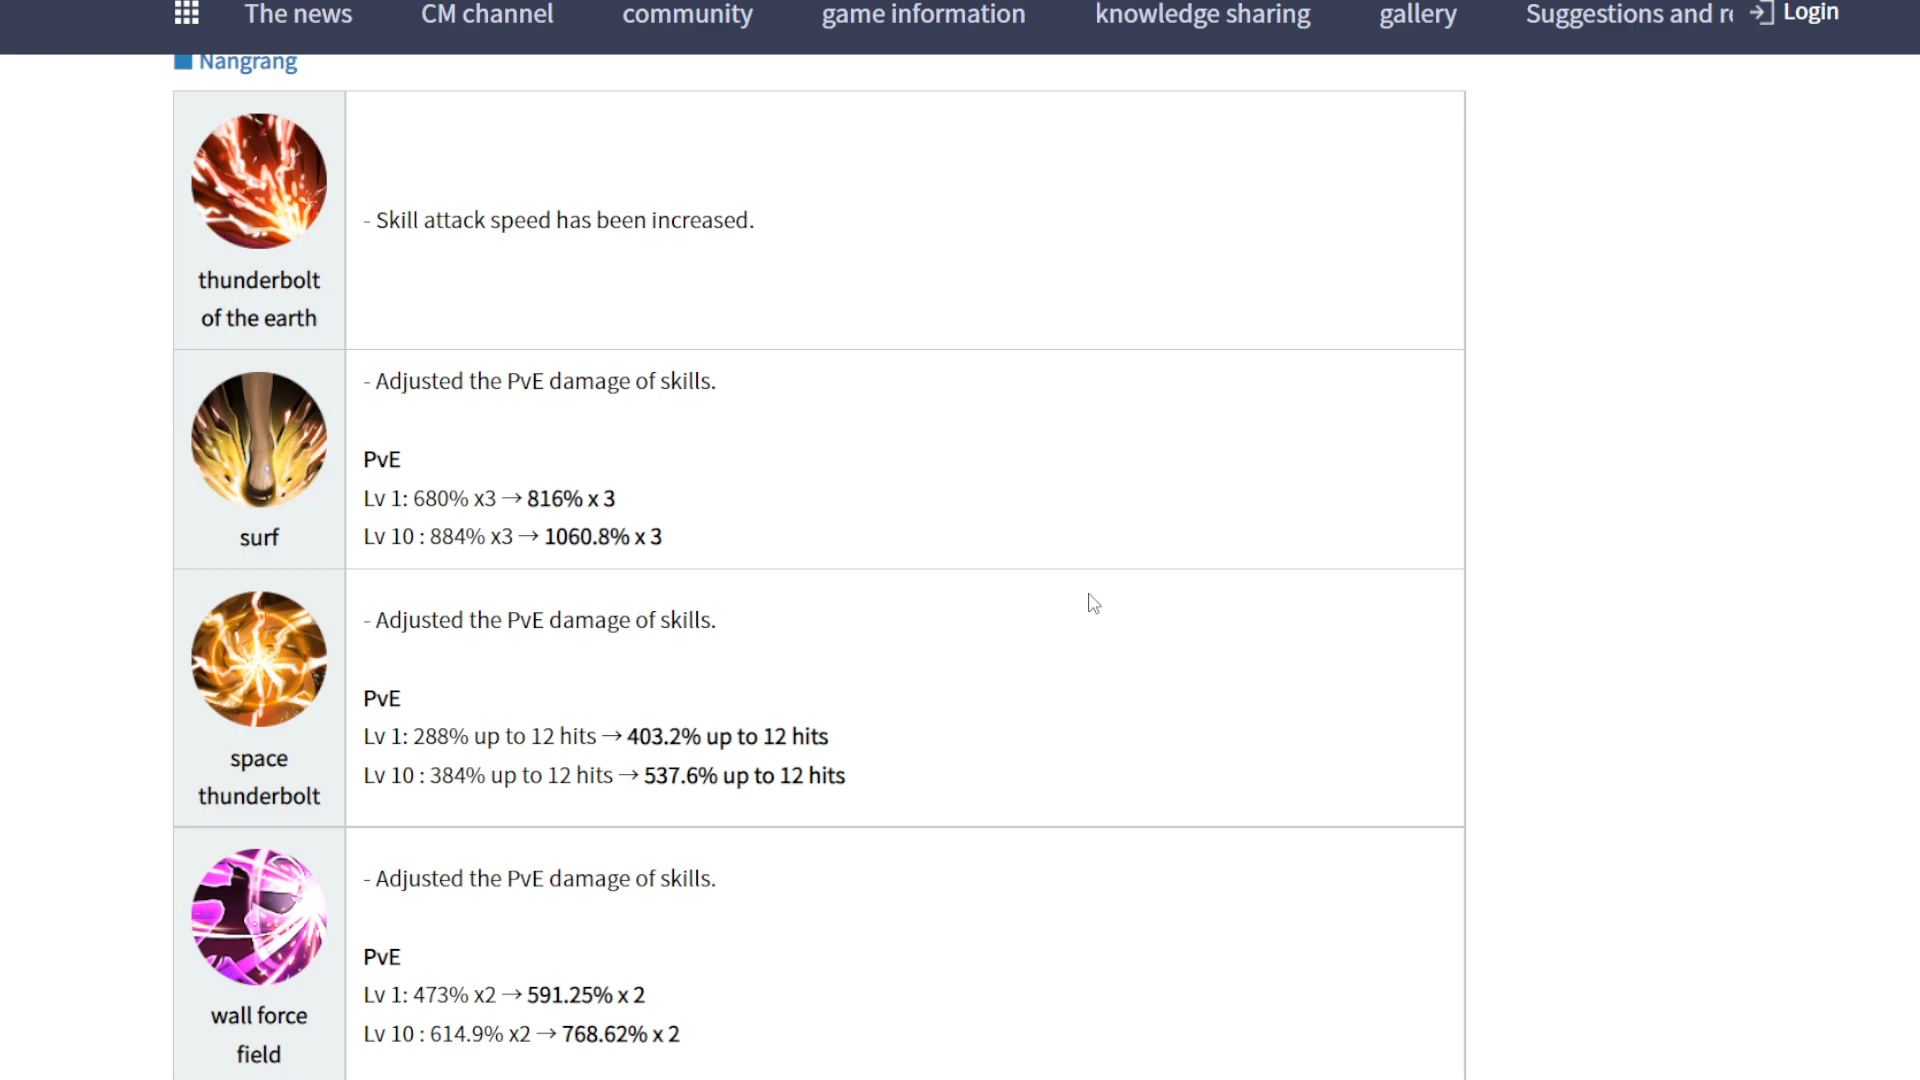 The news CM channel community game information knowledge sharing gallery Suggestions and Login
Nangrang
thunderbolt
of the earth
- Skill attack speed has been increased.
surf
- Adjusted the PvE damage of skills.
PvE
Lv 1: 680% x3 → 816% x 3
Lv 10 : 884% x3 → 1060.8% x 3
space
thunderbolt
- Adjusted the PvE damage of skills.
PvE
Lv 1: 288% up to 12 hits → 403.2% up to 12 hits
Lv 10 : 384% up to 12 hits → 537.6% up to 12 hits
wall force
field
- Adjusted the PvE damage of skills.
PvE
Lv 1: 473% x2 → 591.25% x 2
Lv 10 : 614.9% x2 → 768.62% x 2